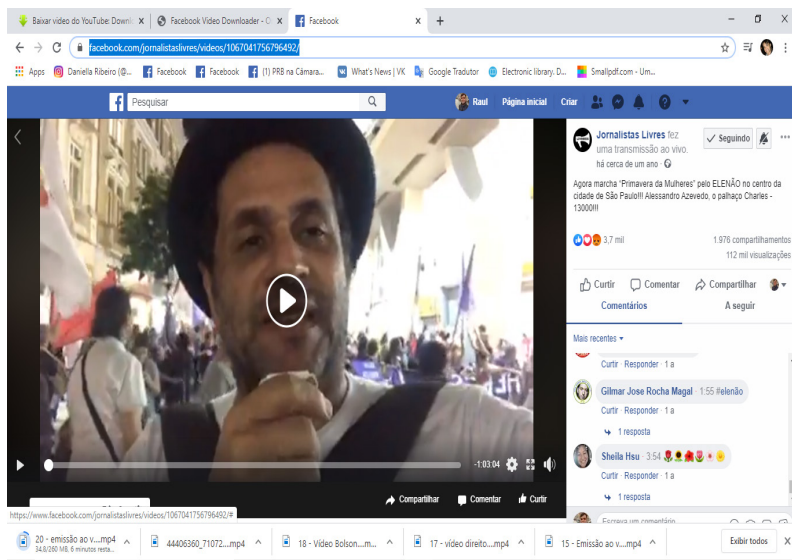 Baixar video do YouTube: Downl
Facebook Video Downloader - O
Facebook
facebook.com/jornalistaslivres/videos/1067041756796492/
Apps
Daniella Ribeiro (@...
Facebook
Facebook
(1) PRB na Câmara...
What's News | VK
Google Tradutor
Electronic library. D...
Smallpdf.com - Um...
Pesquisar
Raul
Página inicial
Criar
Jornalistas Livres fez
uma transmissão ao vivo.
há cerca de um ano ·
Seguindo
Agora marcha "Primavera da Mulheres" pelo ELENÃO no centro da
cidade de São Paulo!!! Alessandro Azevedo, o palhaço Charles -
13000!!!
3,7 mil
1.976 compartilhamentos
112 mil visualizações
Curtir
Comentar
Compartilhar
Comentários
A seguir
Mais recentes
Curtir · Responder · 1 a
Gilmar Jose Rocha Magal · 1:55 #elenão
Curtir · Responder · 1 a
1 resposta
Sheila Hsu · 3:54
Curtir · Responder · 1 a
1 resposta
Escreva um comentário
-1:03:04
Compartilhar
Comentar
Curtir
https://www.facebook.com/jornalistaslivres/videos/1067041756796492/#
20 - emissão ao v....mp4
34,8/260 MB, 6 minutos resta...
44406360_71072...mp4
18 - Vídeo Bolson....m...
17 - vídeo direito....mp4
15 - Emissão ao v....mp4
Exibir todos